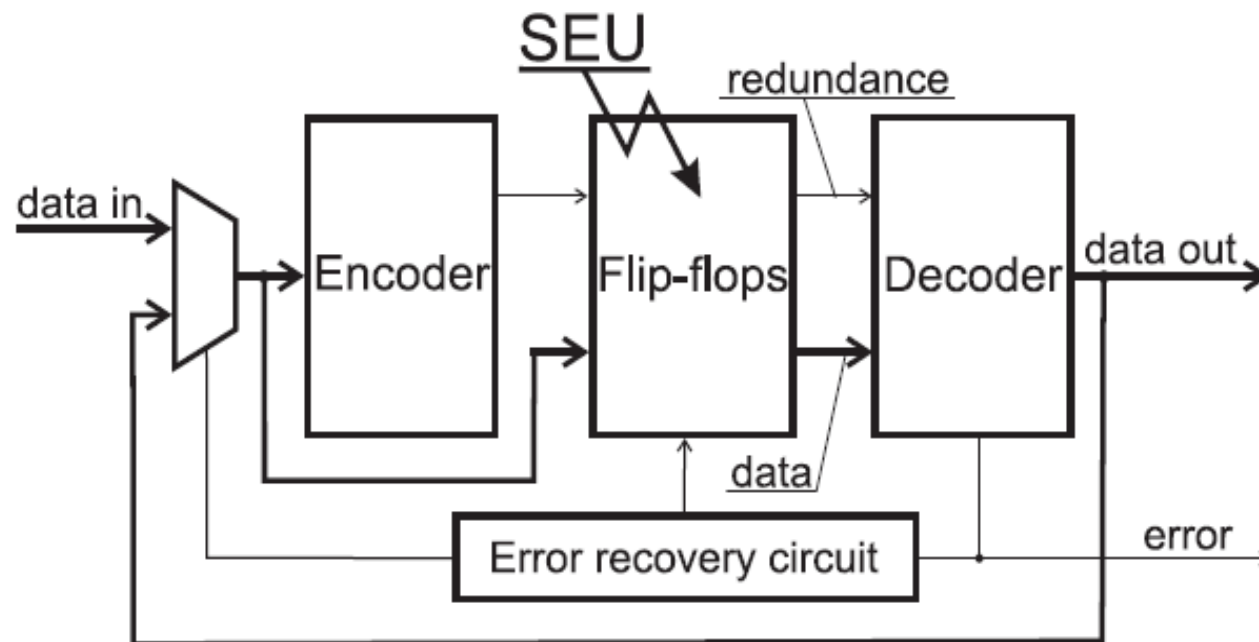 SEU
redundance
data in
Encoder
Flip-flops
Decoder
data out
data
Error recovery circuit
error